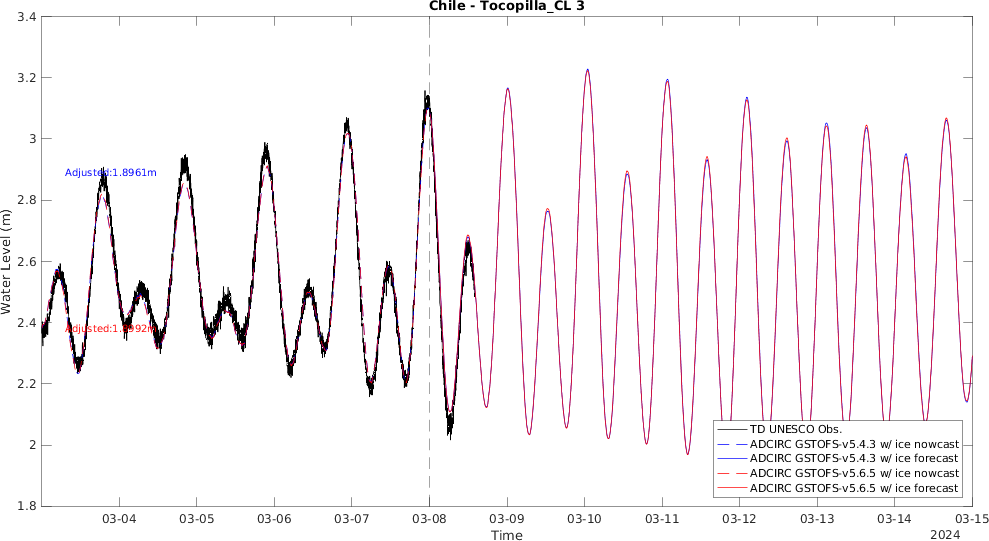 Chile - Tocopilla_CL 3
3.4
3.2
3
2.8
2.6
2.4
2.2
2
1.8
Water Level (m)
Adjusted:1.8961m
TD UNESCO Obs.
ADCIRC GSTOFS-v5.4.3 w/ ice nowcast
ADCIRC GSTOFS-v5.4.3 w/ ice forecast
ADCIRC GSTOFS-v5.6.5 w/ ice nowcast
ADCIRC GSTOFS-v5.6.5 w/ ice forecast
03-04 03-05 03-06 03-07 03-08 03-09 03-10 03-11 03-12 03-13 03-14 03-15
Time
2024